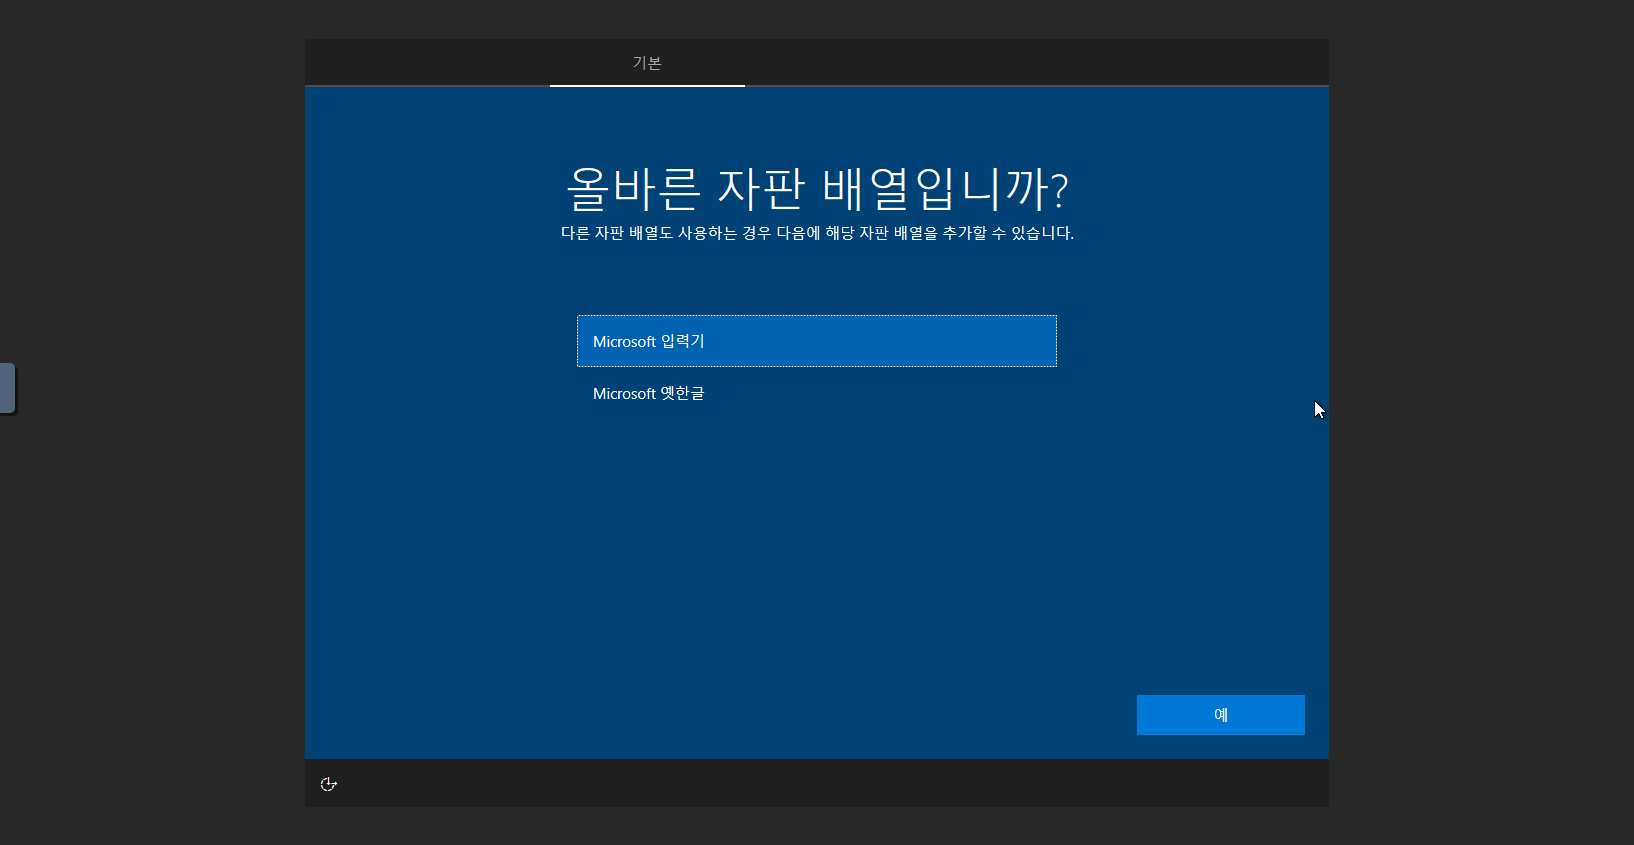 기본
올바른 자판 배열입니까?
다른 자판 배열도 사용하는 경우 다음에 해당 자판 배열을 추가할 수 있습니다.
Microsoft 입력기
Microsoft 옛한글
예